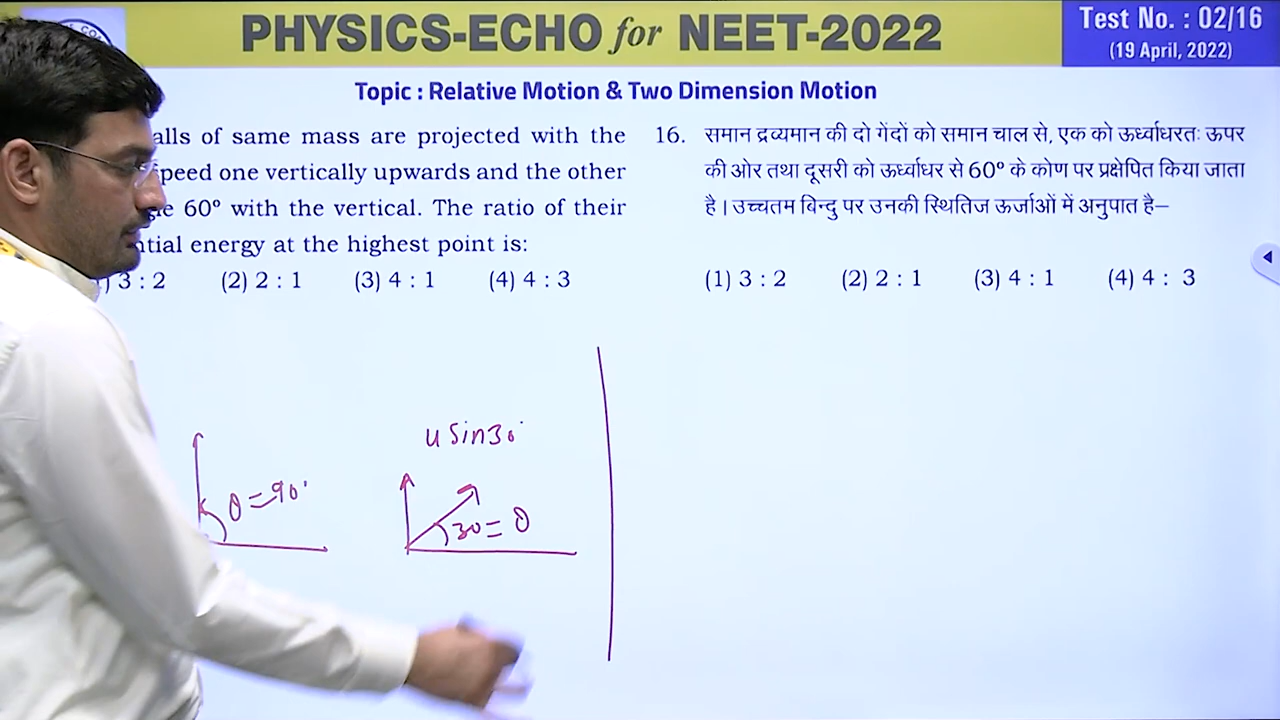 PHYSICS-ECHO for NEET-2022
Test No. : 02/16
(19 April, 2022)
Topic : Relative Motion & Two Dimension Motion
alls of same mass are projected with the
peed one vertically upwards and the other
60º with the vertical. The ratio of their
ntial energy at the highest point is:
) 3 : 2 (2) 2 : 1 (3) 4 : 1 (4) 4 : 3
16. समान द्रव्यमान की दो गेंदों को समान चाल से, एक को ऊर्ध्वाधरतः ऊपर
की ओर तथा दूसरी को ऊर्ध्वाधर से 60º के कोण पर प्रक्षेपित किया जाता
है। उच्चतम बिन्दु पर उनकी स्थितिज ऊर्जाओं में अनुपात है–
(1) 3 : 2 (2) 2 : 1 (3) 4 : 1 (4) 4 : 3
θ = 90°
u sin30°
30 = θ